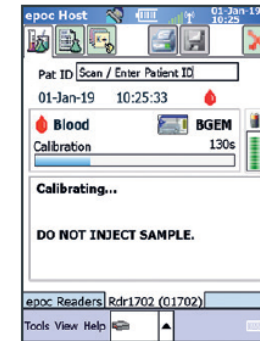 epoc Host 01-Jan-19
10:25
Pat ID Scan / Enter Patient ID
01-Jan-19 10:25:33
Blood BGEM
Calibration 130s
Calibrating...
DO NOT INJECT SAMPLE.
epoc Readers Rdr1702 (01702)
Tools View Help